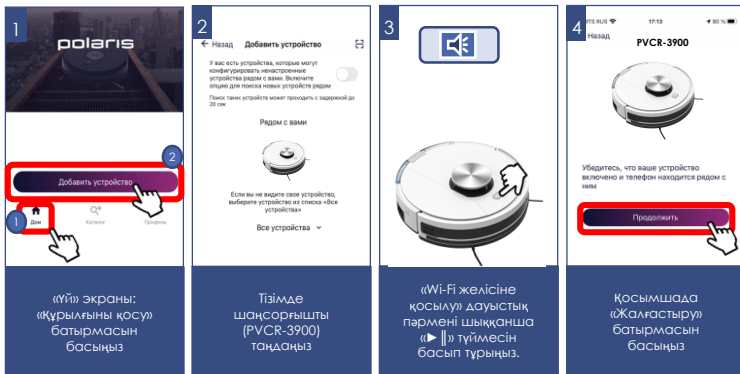 1
polaris
Добавить устройство
2
1
Дом
Каталог
Профиль
«Үй» экраны:
«Құрылғыны қосу»
батырмасын
басыңыз
2
← Назад Добавить устройство
У вас есть устройства, которые могут
конфигурировать ненастроенные
устройства рядом с вами. Включите
опцию для поиска новых устройств рядом
Поиск таких устройств может проходить с задержкой до
20 сек
Рядом с вами
Если вы не видите свое устройство,
выберите устройство из списка «Все
устройства»
Все устройства
Тізімде
шаңсорғышты
(PVCR-3900)
таңдаңыз
3
«Wi-Fi желісіне
қосылу» дауыстық
пәрмені шыққанша
«►‖» түймесін
басып тұрыңыз.
4
MTS RUS 17:13 80 %
Назад
PVCR-3900
Убедитесь, что ваше устройство
включено и телефон находится рядом с
ним
Продолжить
Қосымшада
«Жалғастыру»
батырмасын
басыңыз